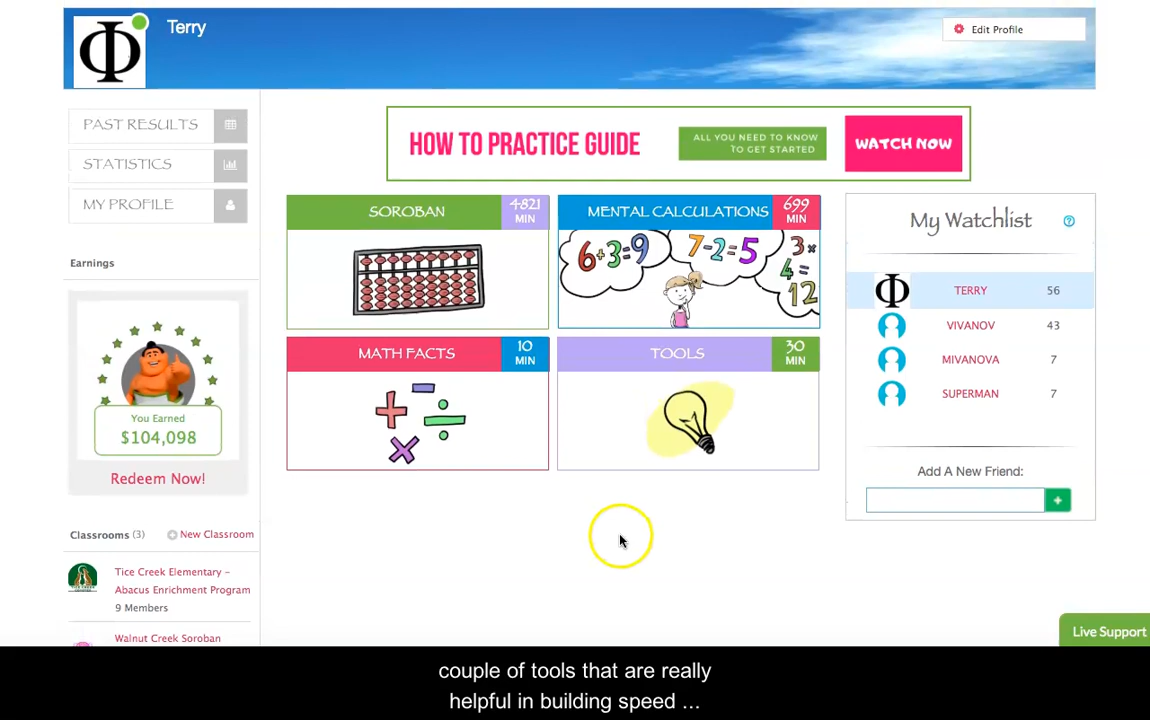 Φ
Terry
Edit Profile
PAST RESULTS
STATISTICS
MY PROFILE
HOW TO PRACTICE GUIDE
ALL YOU NEED TO KNOW
TO GET STARTED
WATCH NOW
Earnings
You Earned
$104,098
Redeem Now!
Classrooms (3)
New Classroom
Tice Creek Elementary –
Abacus Enrichment Program
9 Members
Walnut Creek Soroban
SOROBAN
4821
MIN
MENTAL CALCULATIONS
699
MIN
6+3=9
7-2=5
3×
4=
12
MATH FACTS
10
MIN
+ - ÷ ×
TOOLS
30
MIN
My Watchlist
?
Φ TERRY 56
VIVANOV 43
MIVANOVA 7
SUPERMAN 7
Add A New Friend:
+
Live Support
couple of tools that are really
helpful in building speed ...